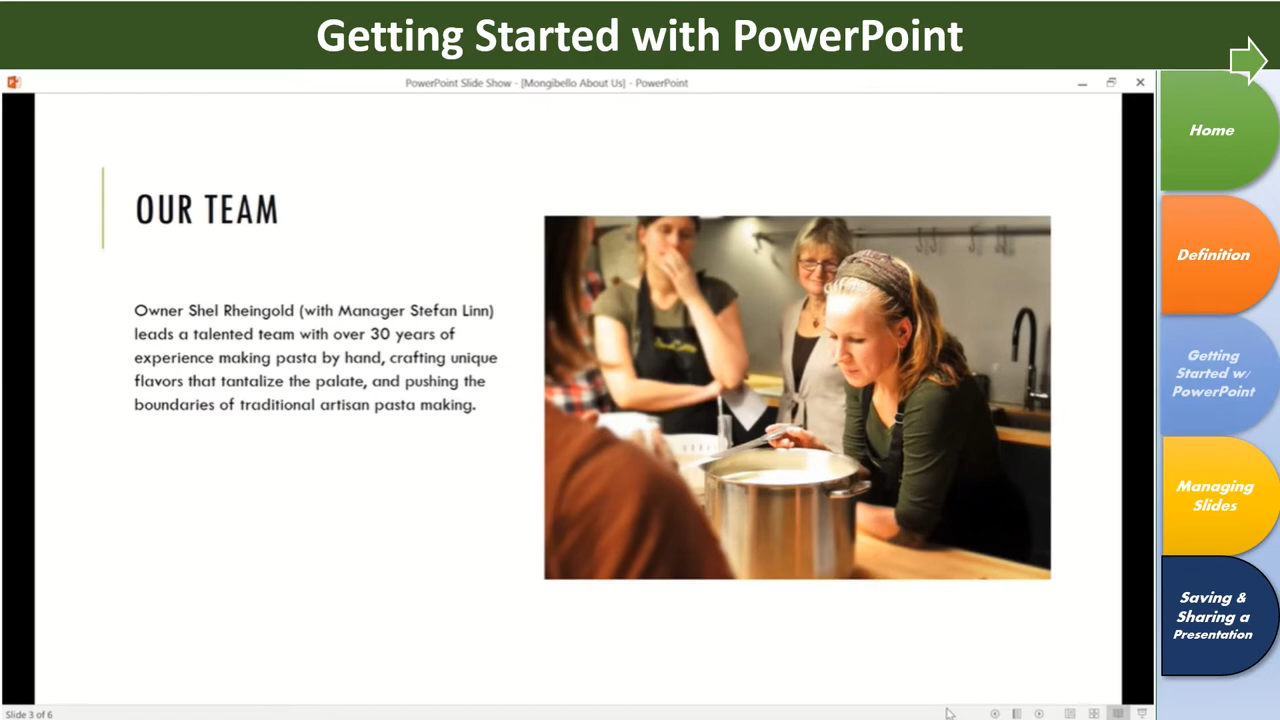 Getting Started with PowerPoint
PowerPoint Slide Show - [Mongibello About Us] - PowerPoint
OUR TEAM
Owner Shel Rheingold (with Manager Stefan Linn)
leads a talented team with over 30 years of
experience making pasta by hand, crafting unique
flavors that tantalize the palate, and pushing the
boundaries of traditional artisan pasta making.
Home
Definition
Getting
Started w/
PowerPoint
Managing
Slides
Saving &
Sharing a
Presentation
Slide 3 of 6